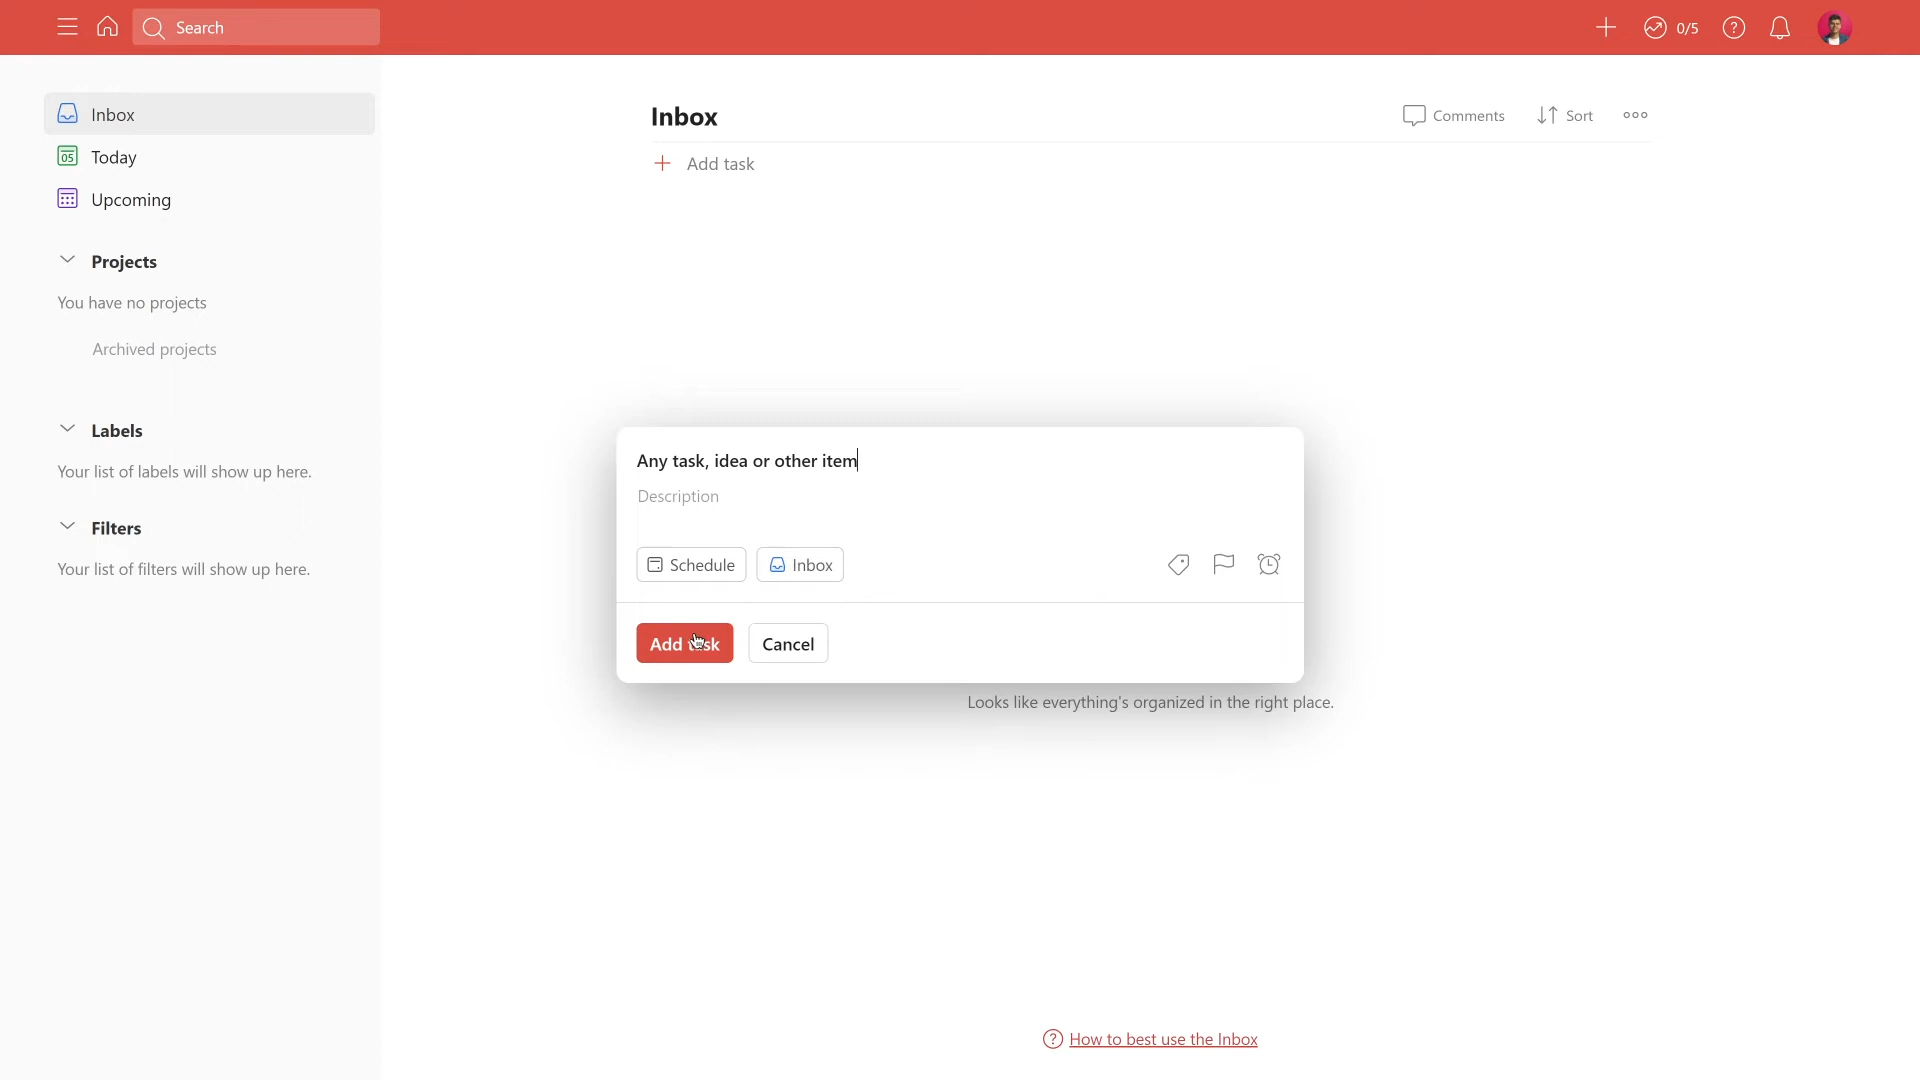 Search
0/5
Inbox
05
Today
Upcoming
Projects
You have no projects
Archived projects
Labels
Your list of labels will show up here.
Filters
Your list of filters will show up here.
Inbox
Comments
Sort
Add task
Any task, idea or other item
Description
Schedule
Inbox
Add task
Cancel
Looks like everything's organized in the right place.
How to best use the Inbox